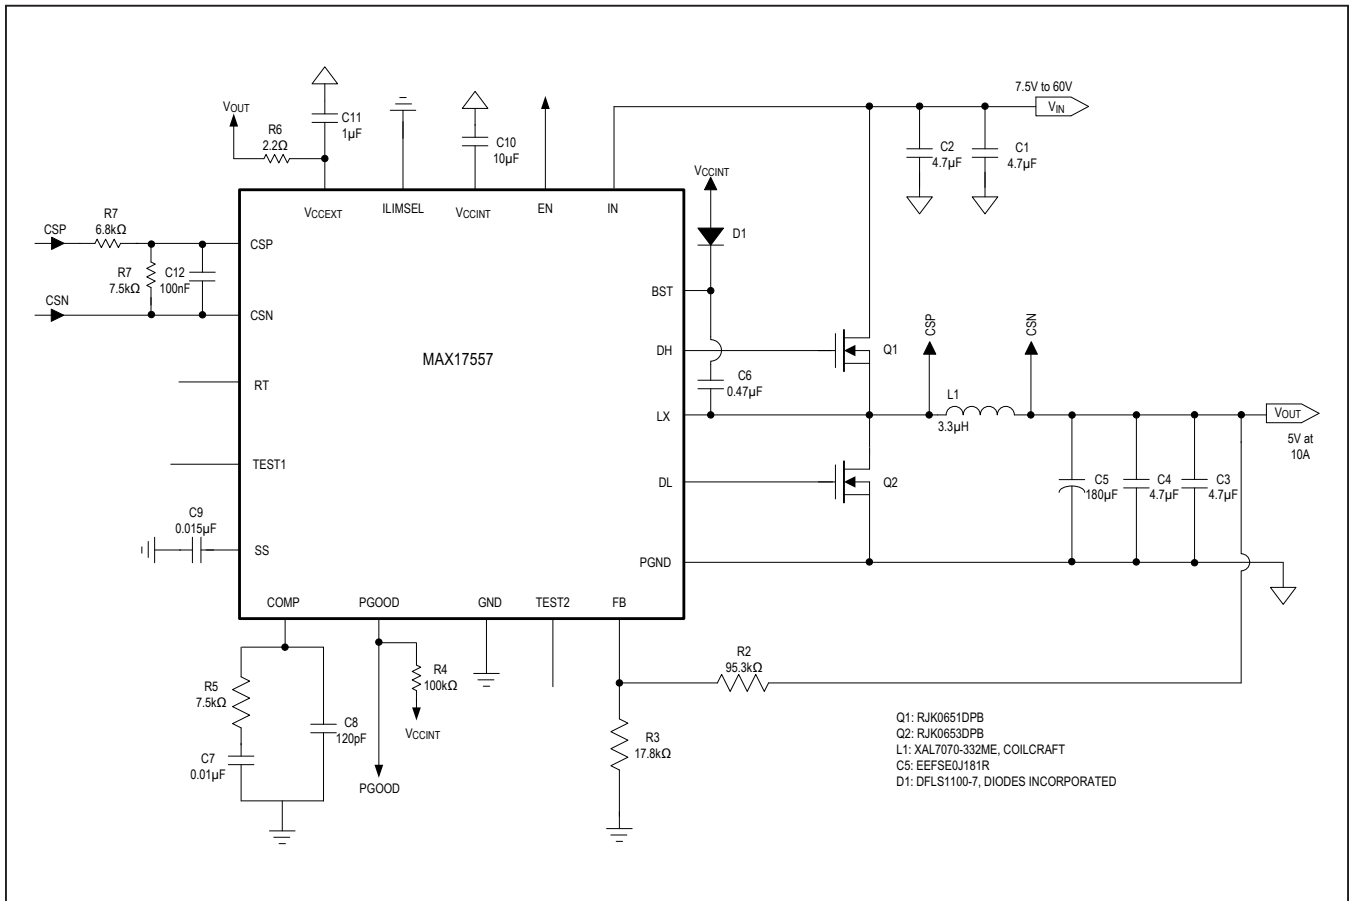 7.5V to 60V
VIN
VOUT
R6
2.2Ω
C11
1µF
C10
10µF
C2
4.7µF
C1
4.7µF
VCCINT
D1
VCCEXT
ILIMSEL
VCCINT
EN
IN
CSP
R7
6.8kΩ
CSP
R7
7.5kΩ
C12
100nF
CSN
CSN
BST
MAX17557
DH
Q1
CSP
CSN
RT
C6
0.47µF
LX
L1
3.3µH
VOUT
5V at
10A
TEST1
DL
Q2
C5
180µF
C4
4.7µF
C3
4.7µF
C9
0.015µF
SS
PGND
COMP
PGOOD
GND
TEST2
FB
R2
95.3kΩ
R5
7.5kΩ
C8
120pF
R4
100kΩ
VCCINT
C7
0.01µF
PGOOD
R3
17.8kΩ
Q1: RJK0651DPB
Q2: RJK0653DPB
L1: XAL7070-332ME, COILCRAFT
C5: EEFSE0J181R
D1: DFLS1100-7, DIODES INCORPORATED